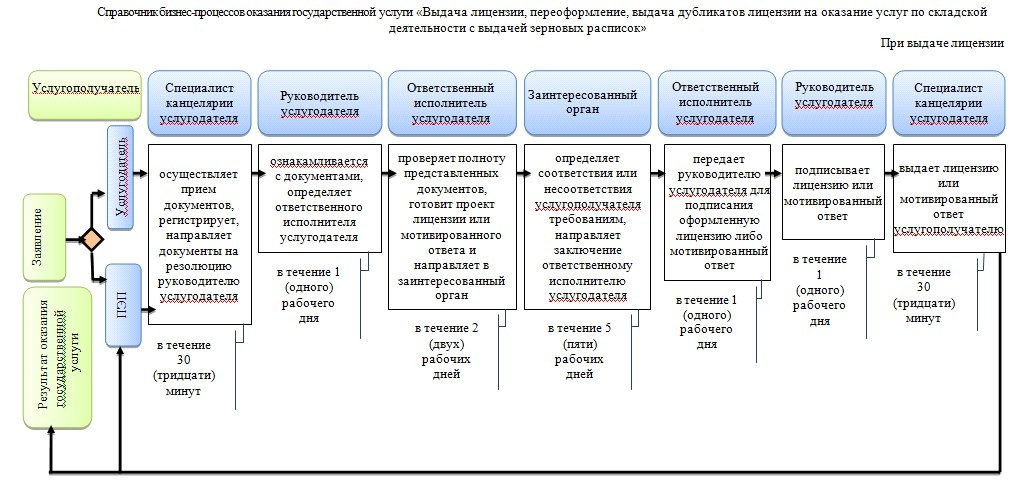 Справочник бизнес-процессов оказания государственной услуги «Выдача лицензии, переоформление, выдача дубликатов лицензии на оказание услуг по складской
деятельности с выдачей зерновых расписок»
При выдаче лицензии
Услугополучатель
Специалист
канцелярии
услугодателя
Руководитель
услугодателя
Ответственный
исполнитель
услугодателя
Заинтересованный
орган
Ответственный
исполнитель
услугодателя
Руководитель
услугодателя
Специалист
канцелярии
услугодателя
Заявление
Услугодатель
ПЭП
Результат оказания
государственной
услуги
осуществляет
прием
документов,
регистрирует,
направляет
документы на
резолюцию
руководителю
услугодателя
в течение
30
(тридцати)
минут
ознакамливается
с документами,
определяет
ответственного
исполнителя
услугодателя
в течение 1
(одного)
рабочего
дня
проверяет полноту
представленных
документов,
готовит проект
лицензии или
мотивированного
ответа и
направляет в
заинтересованный
орган
в течение 2
(двух)
рабочих
дней
определяет
соответствия или
несоответствия
услугополучателя
требованиям,
направляет
заключение
ответственному
исполнителю
услугодателя
в течение 5
(пяти)
рабочих
дней
передает
руководителю
услугодателя для
подписания
оформленную
лицензию либо
мотивированный
ответ
в течение 1
(одного)
рабочего
дня
подписывает
лицензию или
мотивированный
ответ
в течение
1
(одного)
рабочего
дня
выдает лицензию
или
мотивированный
ответ
услугополучателю
в течение
30
(тридцати)
минут